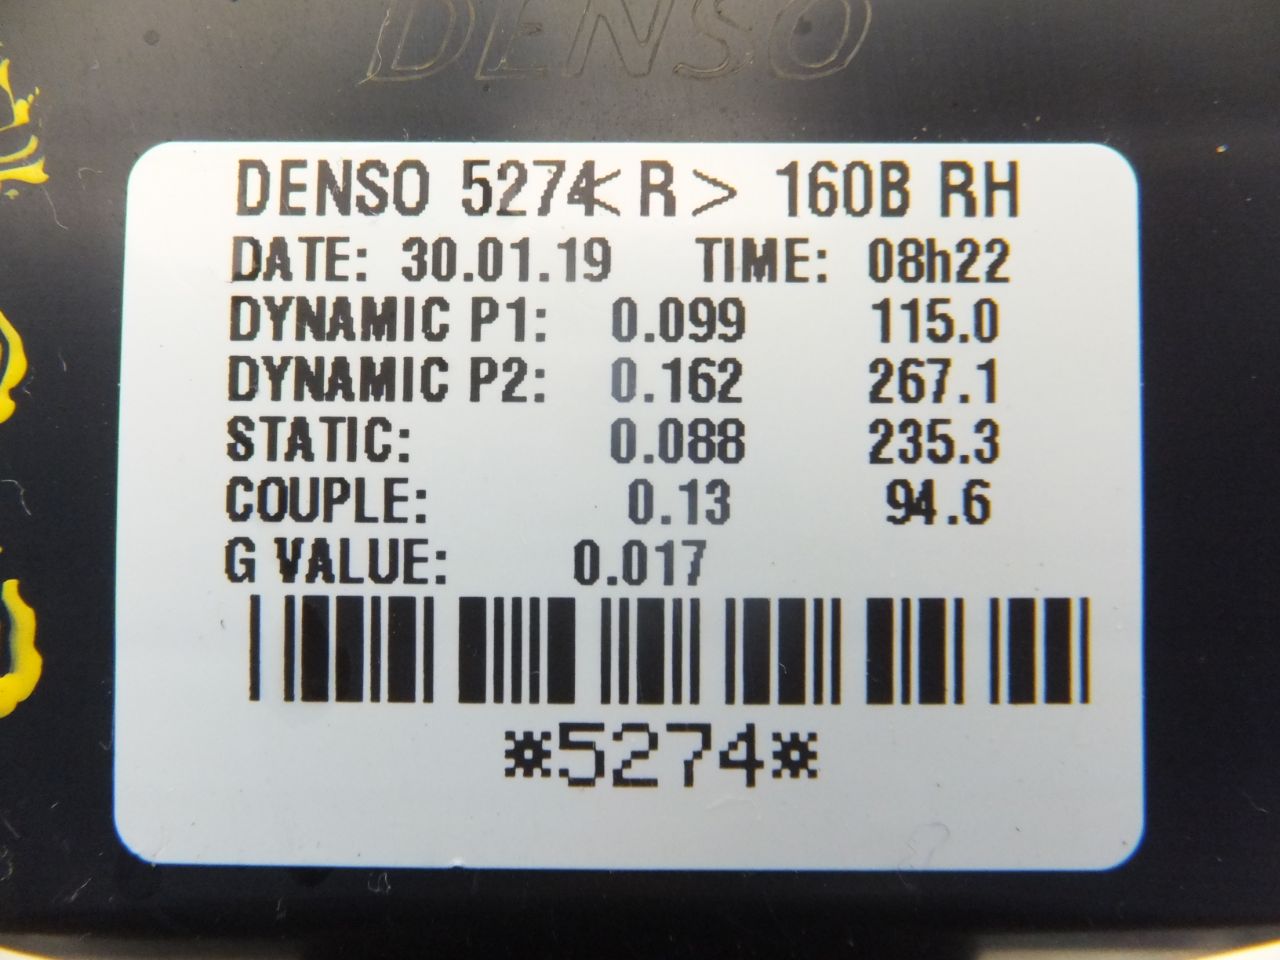 DENSO
DENSO 5274<R> 160B RH
DATE: 30.01.19 TIME: 08h22
DYNAMIC P1: 0.099 115.0
DYNAMIC P2: 0.162 267.1
STATIC: 0.088 235.3
COUPLE: 0.13 94.6
G VALUE: 0.017
*5274*